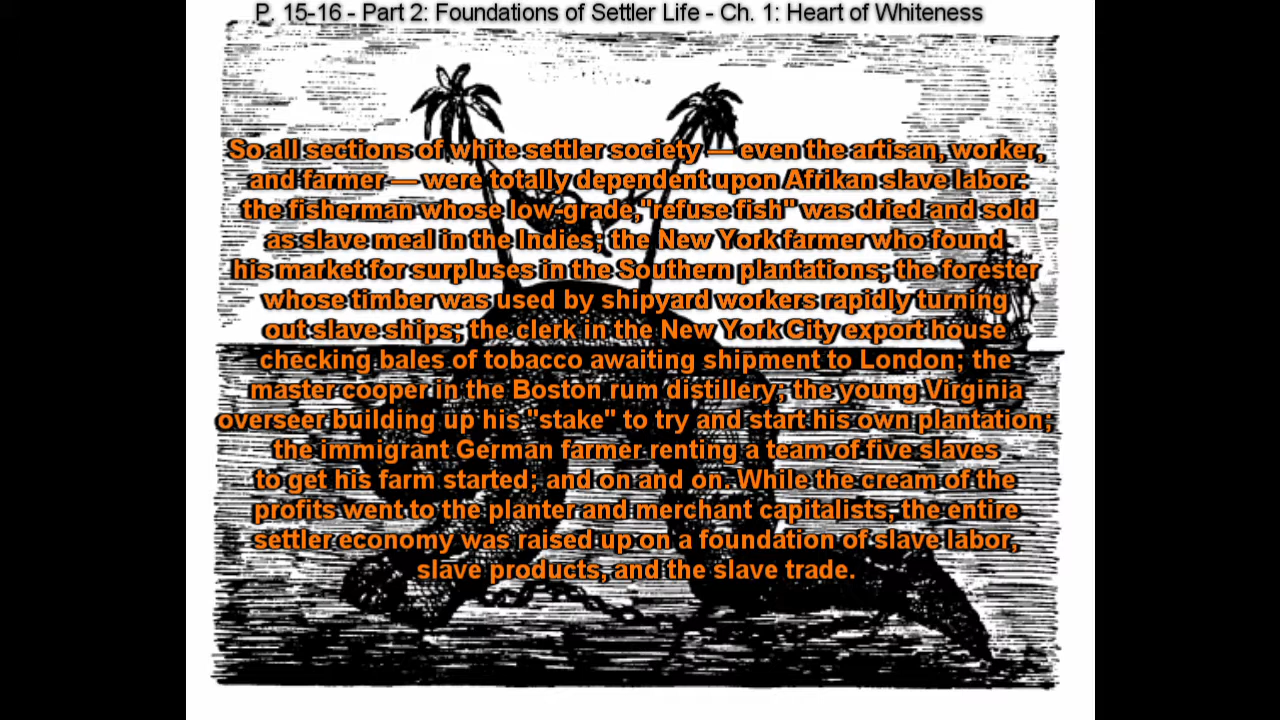 P. 15-16 - Part 2: Foundations of Settler Life - Ch. 1: Heart of Whiteness
So all sections of white settler society — even the artisan, worker,
and farmer — were totally dependent upon Afrikan slave labor:
the fisherman whose low-grade,"refuse fish" was dried and sold
as slave meal in the Indies; the New York farmer who found
his market for surpluses in the Southern plantations; the forester
whose timber was used by shipyard workers rapidly turning
out slave ships; the clerk in the New York City export house
checking bales of tobacco awaiting shipment to London; the
master cooper in the Boston rum distillery; the young Virginia
overseer building up his "stake" to try and start his own plantation;
the immigrant German farmer renting a team of five slaves
to get his farm started; and on and on. While the cream of the
profits went to the planter and merchant capitalists, the entire
settler economy was raised up on a foundation of slave labor,
slave products, and the slave trade.